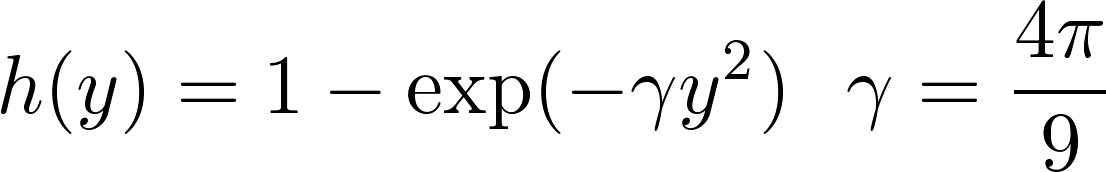 h(y) = 1 − exp(−γy²)   γ = 4π/9